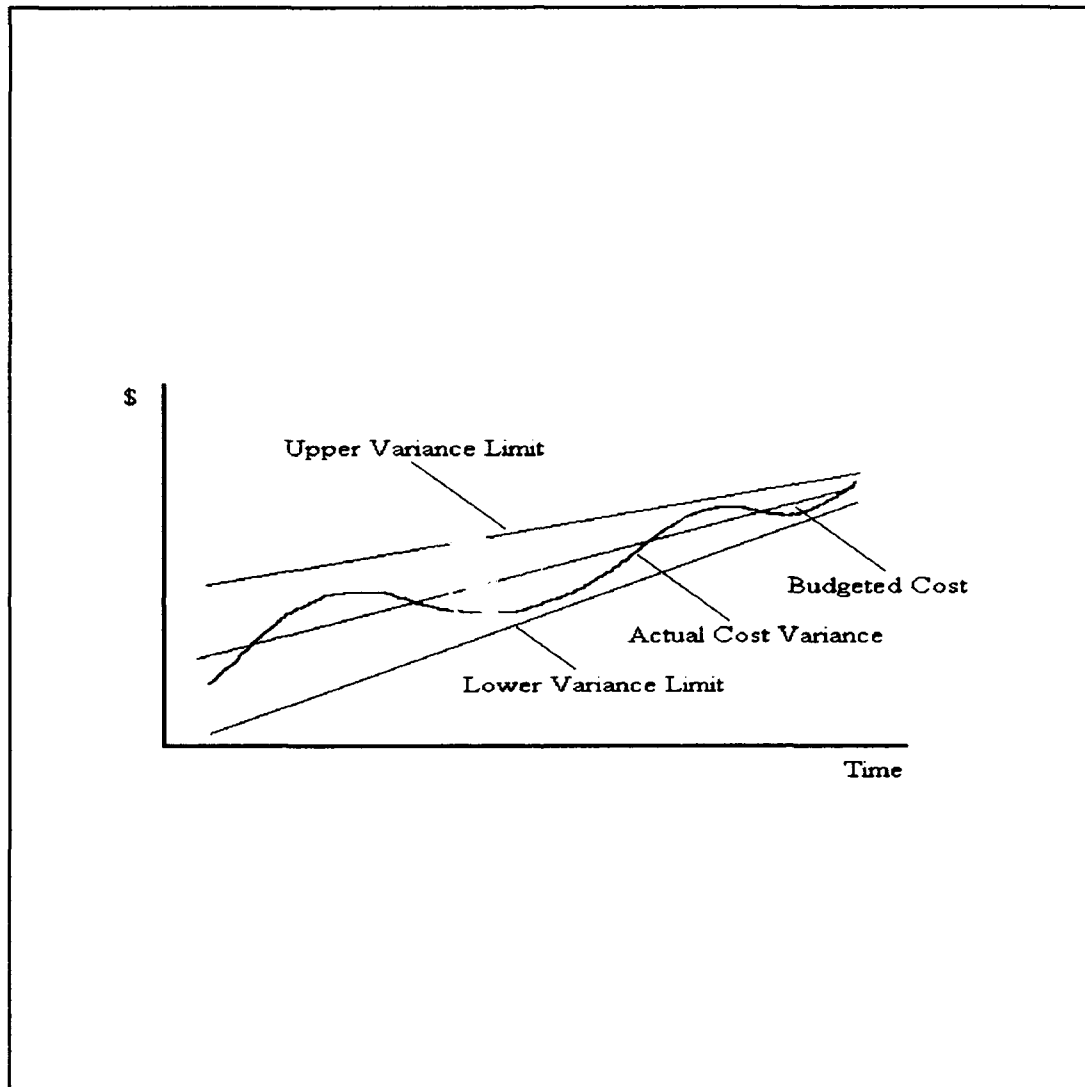 $
Upper Variance Limit
Budgeted Cost
Actual Cost Variance
Lower Variance Limit
Time